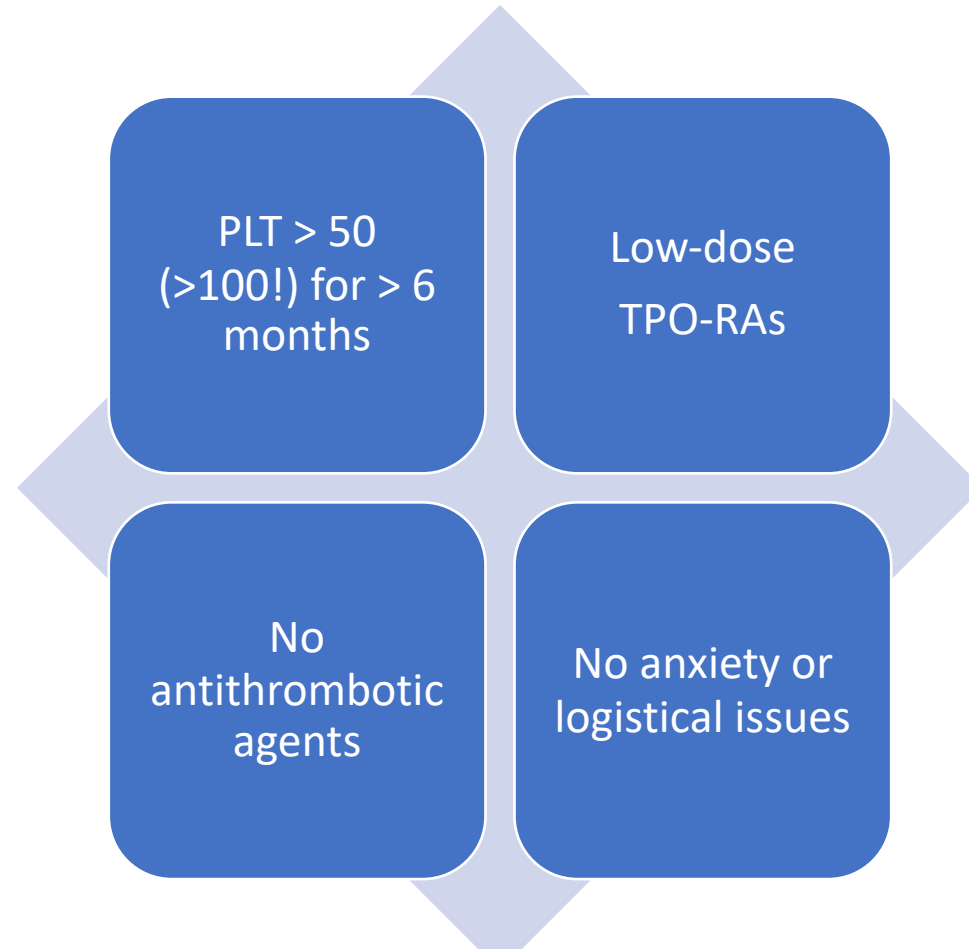 PLT > 50
(>100!) for > 6
months
Low-dose
TPO-RAs
No
antithrombotic
agents
No anxiety or
logistical issues